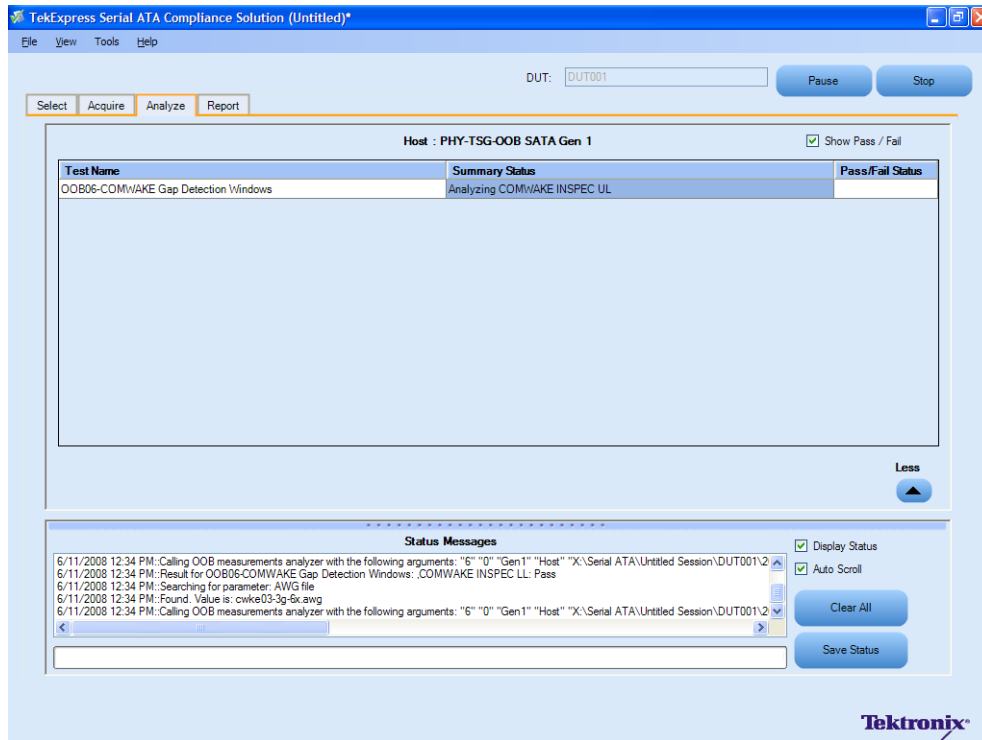 TekExpress Serial ATA Compliance Solution (Untitled)*
File View Tools Help
DUT: DUT001 Pause Stop
Select Acquire Analyze Report
Host : PHY-TSG-OOB SATA Gen 1 Show Pass / Fail
Test Name Summary Status Pass/Fail Status
OOB06-COMWAKE Gap Detection Windows Analyzing COMWAKE INSPEC UL
Less
Status Messages
Display Status
6/11/2008 12:34 PM::Calling OOB measurements analyzer with the following arguments: "6" "0" "Gen1" "Host" "X:\Serial ATA\Untitled Session\DUT001\2
6/11/2008 12:34 PM::Result for OOB06-COMWAKE Gap Detection Windows: ,COMWAKE INSPEC LL: Pass
Auto Scroll
6/11/2008 12:34 PM::Searching for parameter: AWG file
6/11/2008 12:34 PM::Found. Value is: cwke03-3g-6x.awg
6/11/2008 12:34 PM::Calling OOB measurements analyzer with the following arguments: "6" "0" "Gen1" "Host" "X:\Serial ATA\Untitled Session\DUT001\2
Clear All
Save Status
Tektronix